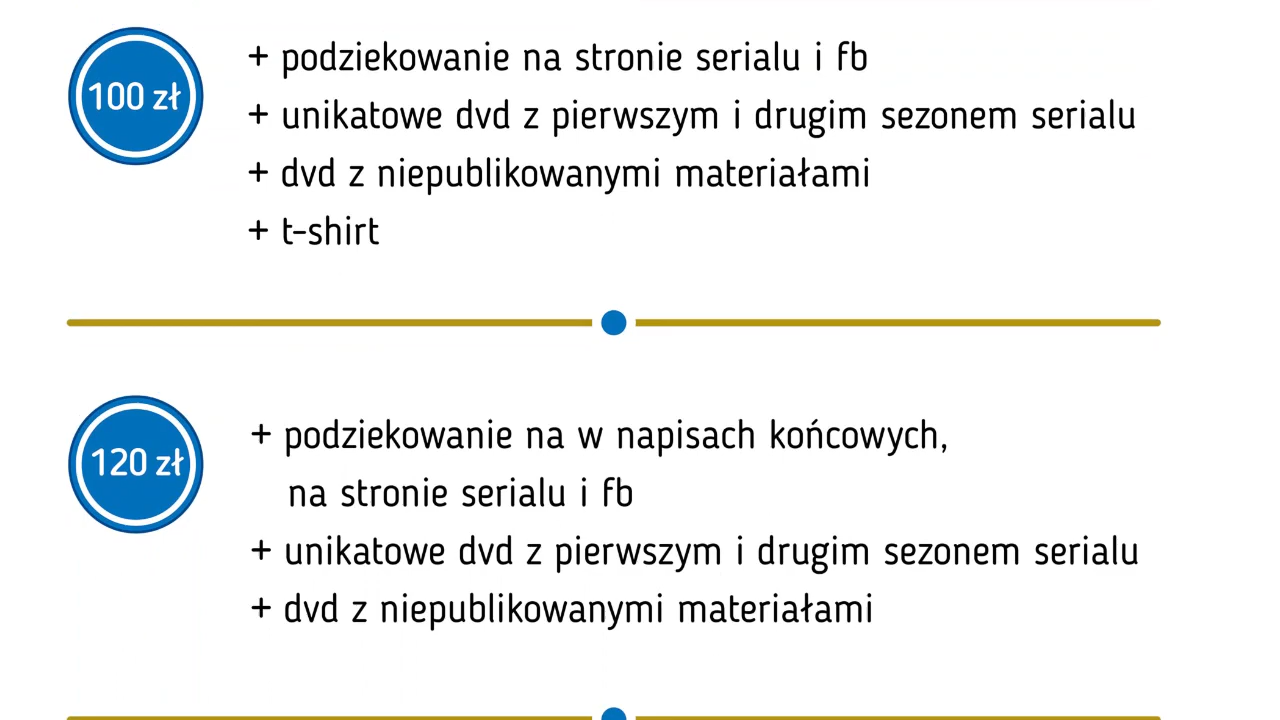 100 zł
+ podziekowanie na stronie serialu i fb
+ unikatowe dvd z pierwszym i drugim sezonem serialu
+ dvd z niepublikowanymi materiałami
+ t-shirt
120 zł
+ podziekowanie na w napisach końcowych,
na stronie serialu i fb
+ unikatowe dvd z pierwszym i drugim sezonem serialu
+ dvd z niepublikowanymi materiałami